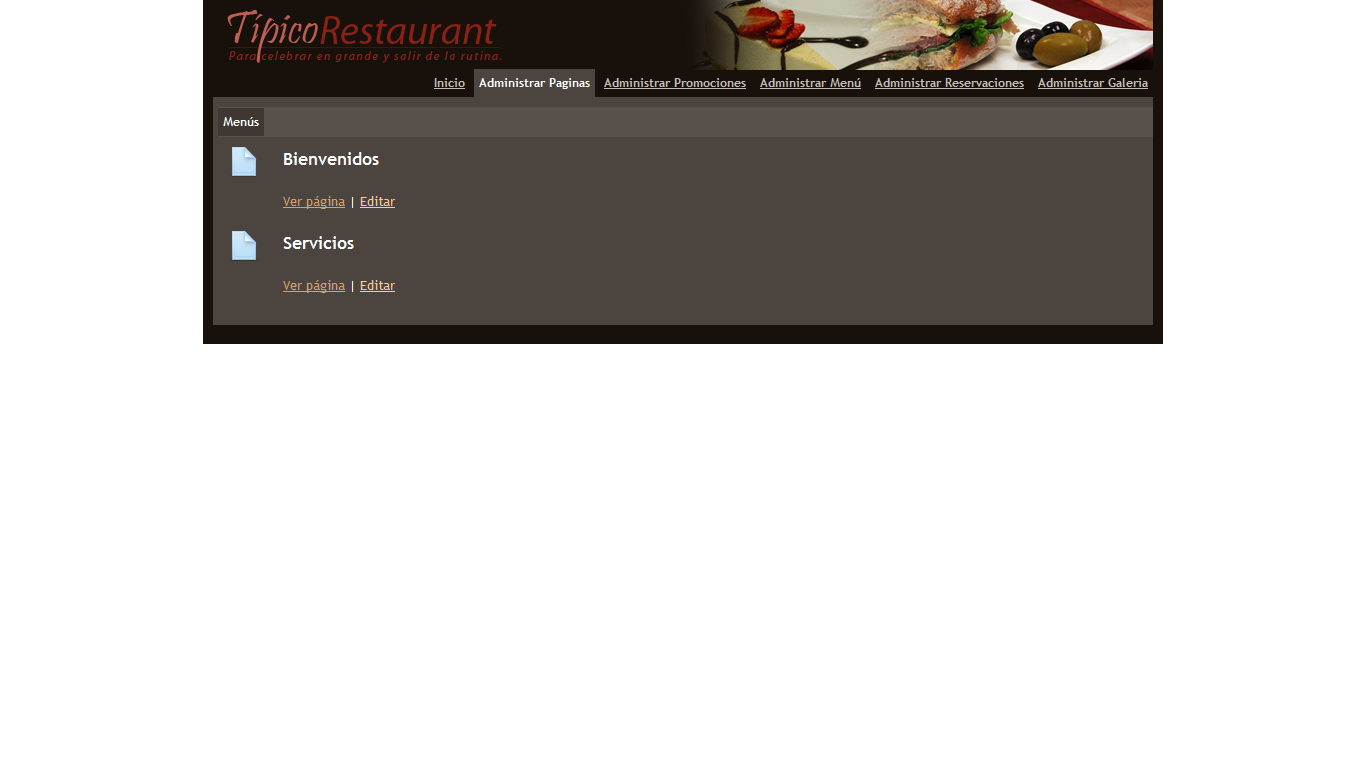 TípicoRestaurant
Para celebrar en grande y salir de la rutina.
Inicio Administrar Paginas Administrar Promociones Administrar Menú Administrar Reservaciones Administrar Galeria
Menús
Bienvenidos
Ver página | Editar
Servicios
Ver página | Editar